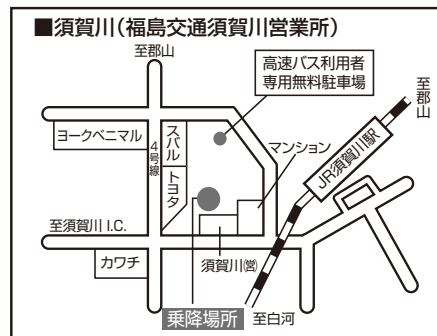 ■須賀川(福島交通須賀川営業所)
至郡山
高速バス利用者
専用無料駐車場
至郡山
ヨークベニマル
4号線
スバル
トヨタ
マンション
JR須賀川駅
至須賀川 I.C.
カワチ
須賀川(営)
乗降場所
至白河